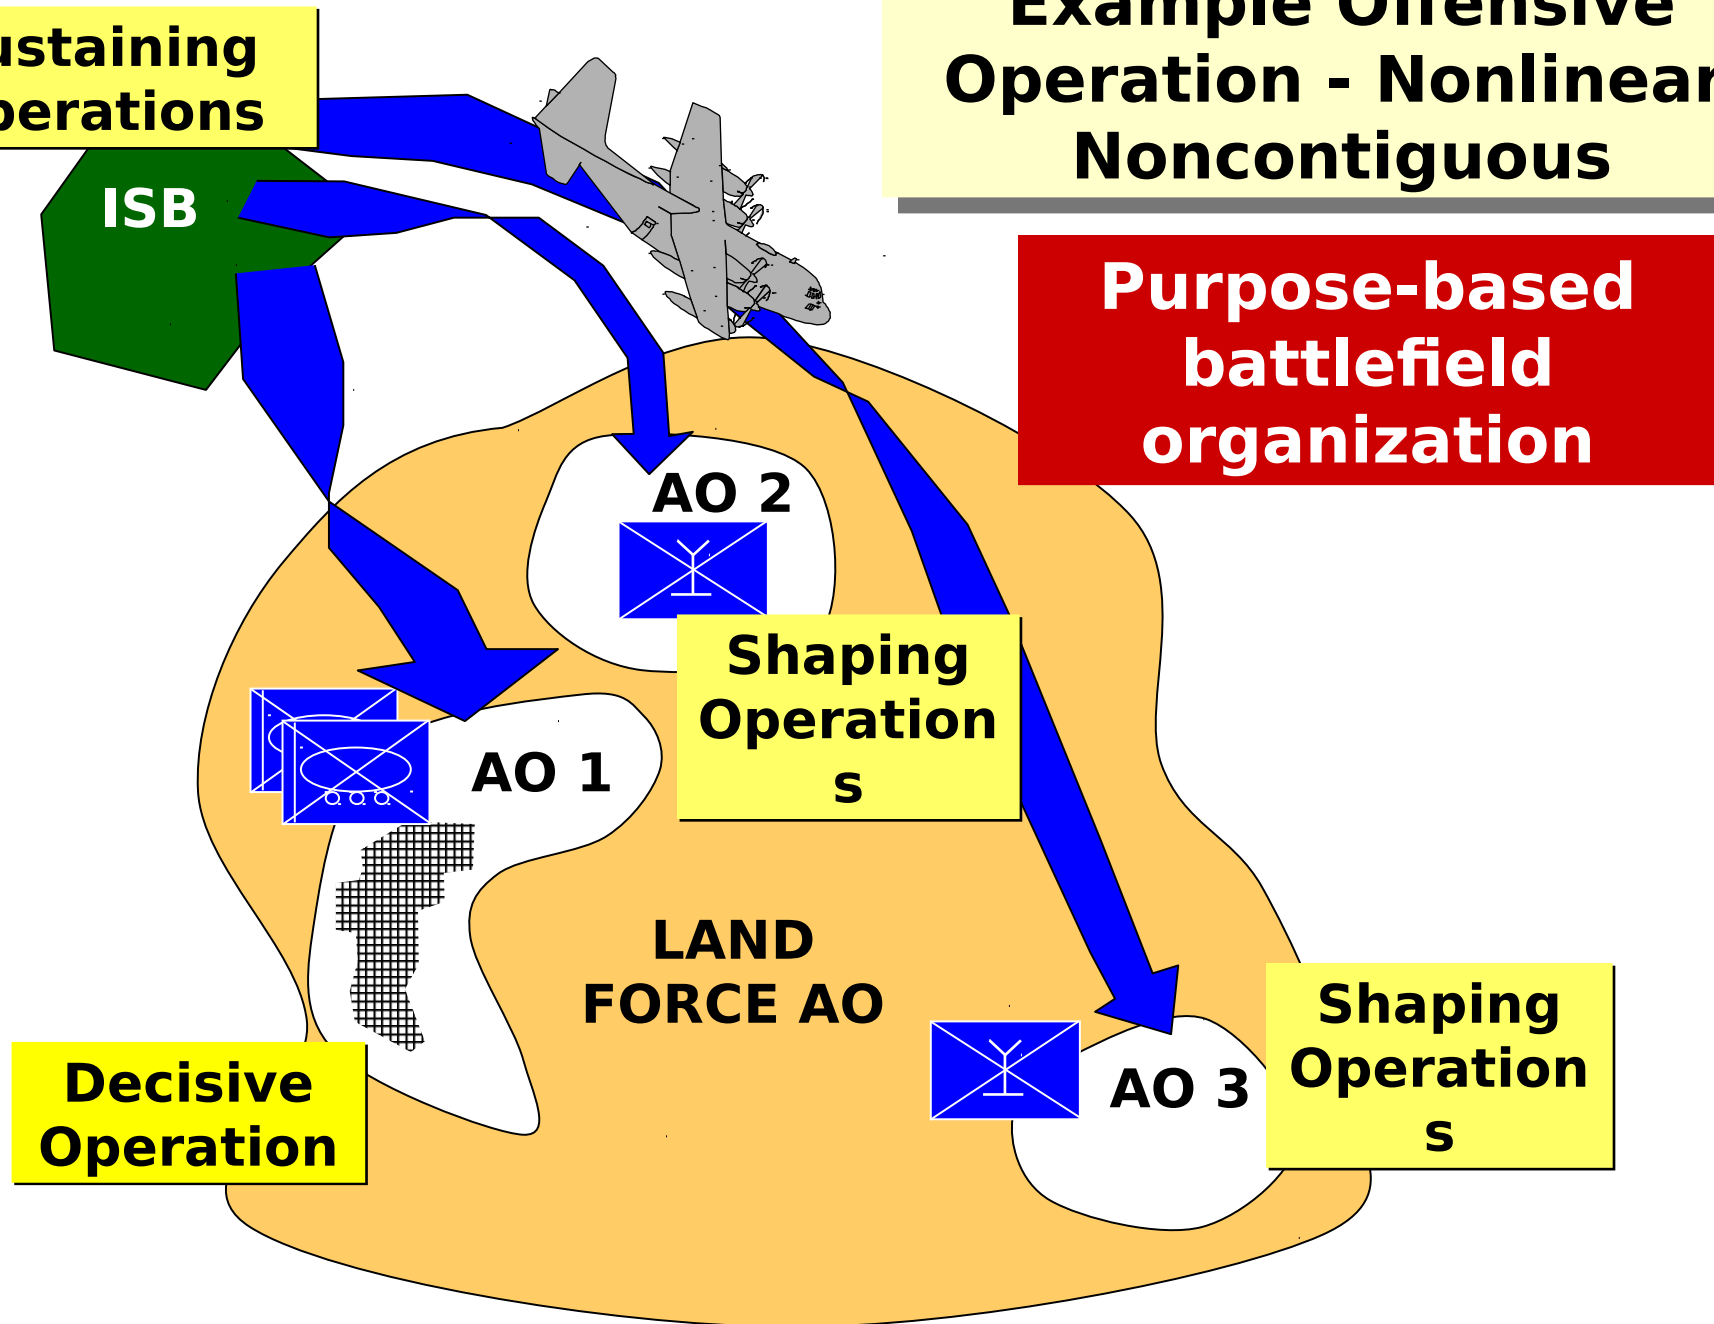 ustaining
perations
Example Offensive
Operation - Nonlinear
Noncontiguous
ISB
Purpose-based
battlefield
organization
AO 2
Shaping
Operation
s
AO 1
LAND
FORCE AO
Shaping
Operation
s
AO 3
Decisive
Operation